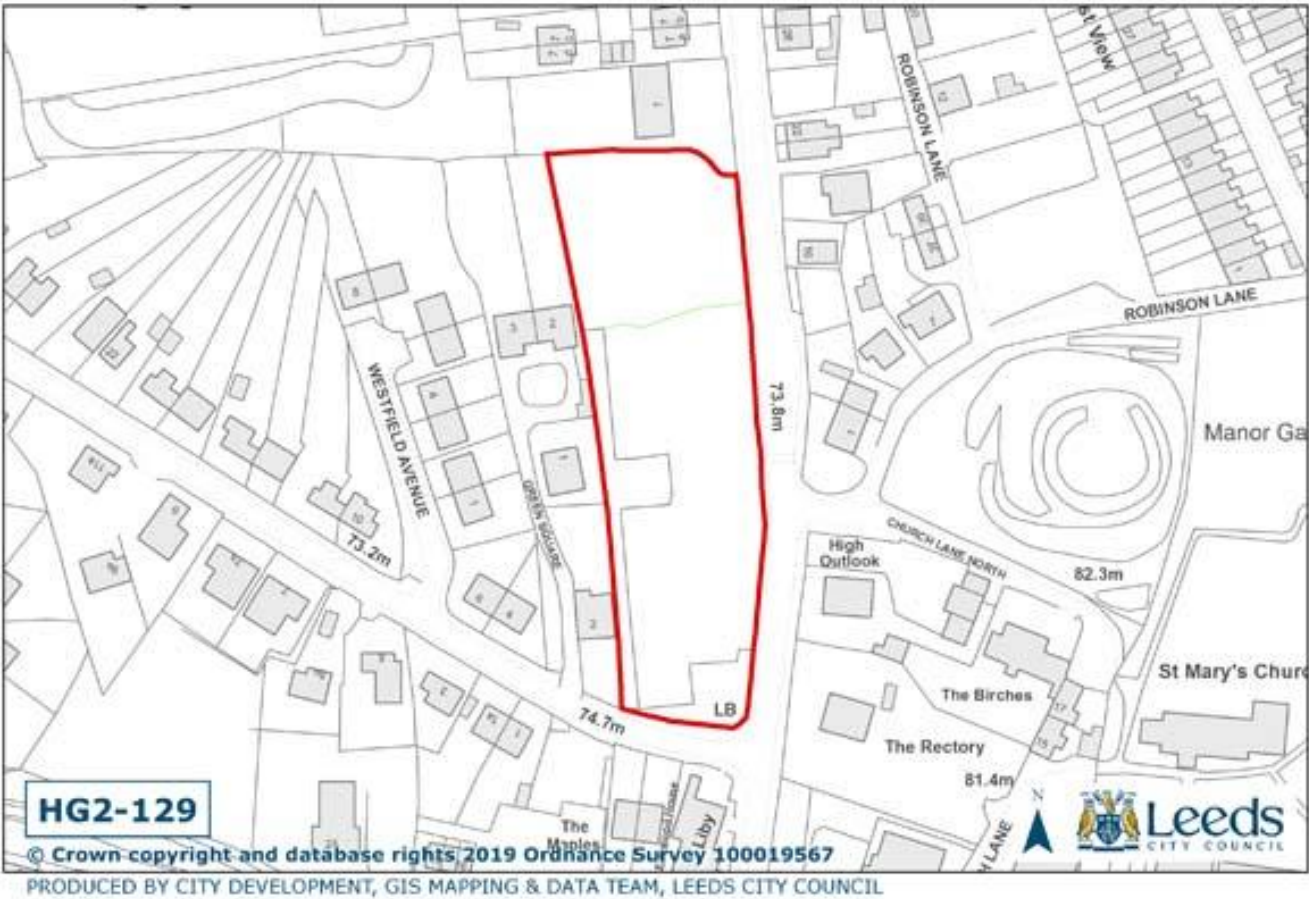 ROBINSON LANE
st View
ROBINSON LANE
WESTFIELD AVENUE
GREEN SQUARE
73.8m
Manor Ga
73.2m
CHURCH LANE NORTH
High
Outlook
82.3m
St Mary's Churc
The Birches
LB
74.7m
The Rectory
81.4m
The
Maples
Liby
H LANE
HG2-129
Leeds
CITY COUNCIL
© Crown copyright and database rights 2019 Ordnance Survey 100019567
PRODUCED BY CITY DEVELOPMENT, GIS MAPPING & DATA TEAM, LEEDS CITY COUNCIL